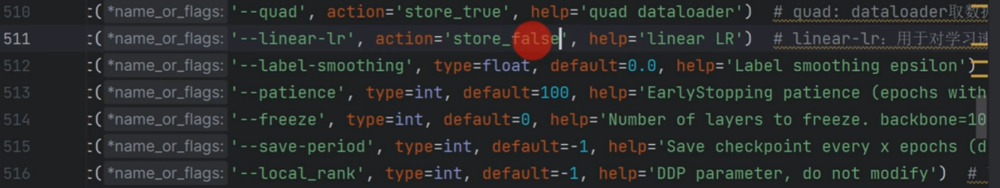 510 t(*name_or_flags: '--quad', action='store_true', help='quad dataloader') # quad: dataloader取数据
511 t(*name_or_flags: '--linear-lr', action='store_false', help='linear LR') # linear-lr：用于对学习速
512 t(*name_or_flags: '--label-smoothing', type=float, default=0.0, help='Label smoothing epsilon')
513 t(*name_or_flags: '--patience', type=int, default=100, help='EarlyStopping patience (epochs with
514 t(*name_or_flags: '--freeze', type=int, default=0, help='Number of layers to freeze. backbone=10
515 t(*name_or_flags: '--save-period', type=int, default=-1, help='Save checkpoint every x epochs (d
516 t(*name_or_flags: '--local_rank', type=int, default=-1, help='DDP parameter, do not modify') #